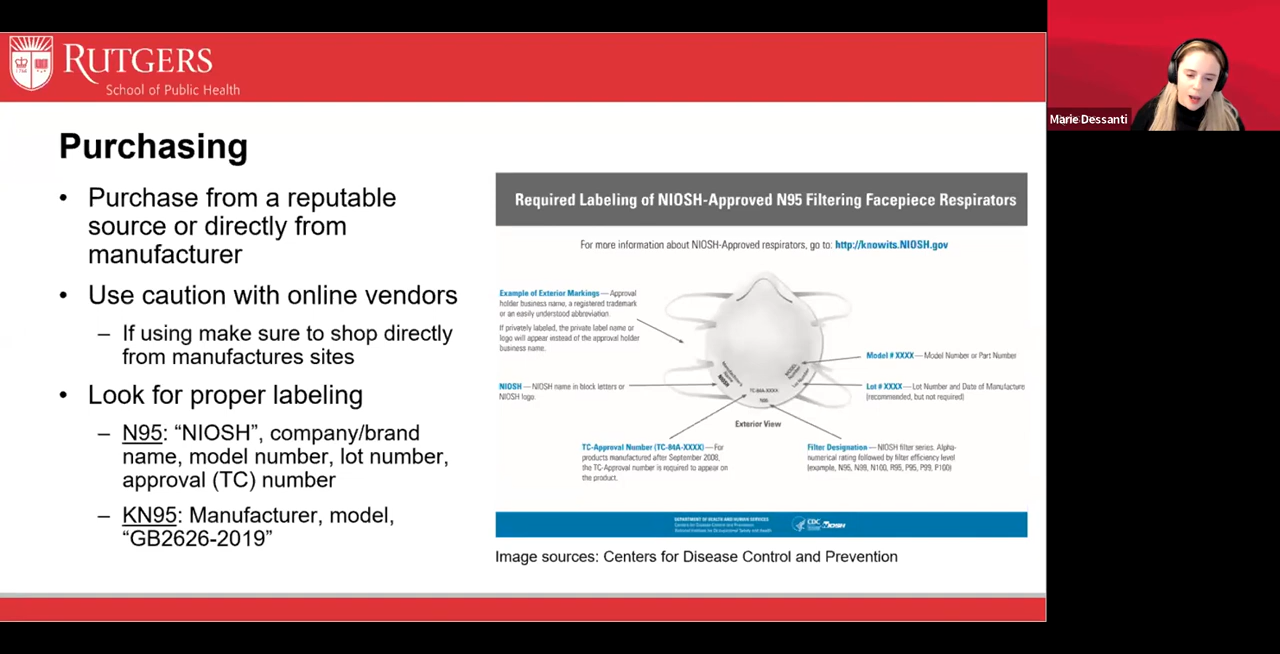 RUTGERS
School of Public Health
Marie Dessanti
Purchasing
• Purchase from a reputable
source or directly from
manufacturer
• Use caution with online vendors
– If using make sure to shop directly
from manufactures sites
• Look for proper labeling
– N95: “NIOSH”, company/brand
name, model number, lot number,
approval (TC) number
– KN95: Manufacturer, model,
“GB2626-2019”
Required Labeling of NIOSH-Approved N95 Filtering Facepiece Respirators
For more information about NIOSH-Approved respirators, go to: http://knowits.NIOSH.gov
Example of Exterior Markings — Approval
holder business name, a registered trademark
or an easily understood abbreviation.
If privately labeled, the private label name or
logo will appear instead of the approval holder
business name.
NIOSH — NIOSH name in block letters or
NIOSH logo.
Model # XXXX — Model Number or Part Number
Lot # XXXX — Lot Number and Date of Manufacture
(recommended, but not required)
NIOSH
TC-84A-XXXX
N95
Exterior View
TC-Approval Number (TC-84A-XXXX) — For
products manufactured after September 2008,
the TC-Approval number is required to appear on
the product.
Filter Designation — NIOSH filter series. Alpha-
numerical rating followed by filter efficiency level
(example, N95, N99, N100, R95, P95, P99, P100)
DEPARTMENT OF HEALTH AND HUMAN SERVICES
Centers for Disease Control and Prevention
National Institute for Occupational Safety and Health
CDC
NIOSH
Image sources: Centers for Disease Control and Prevention